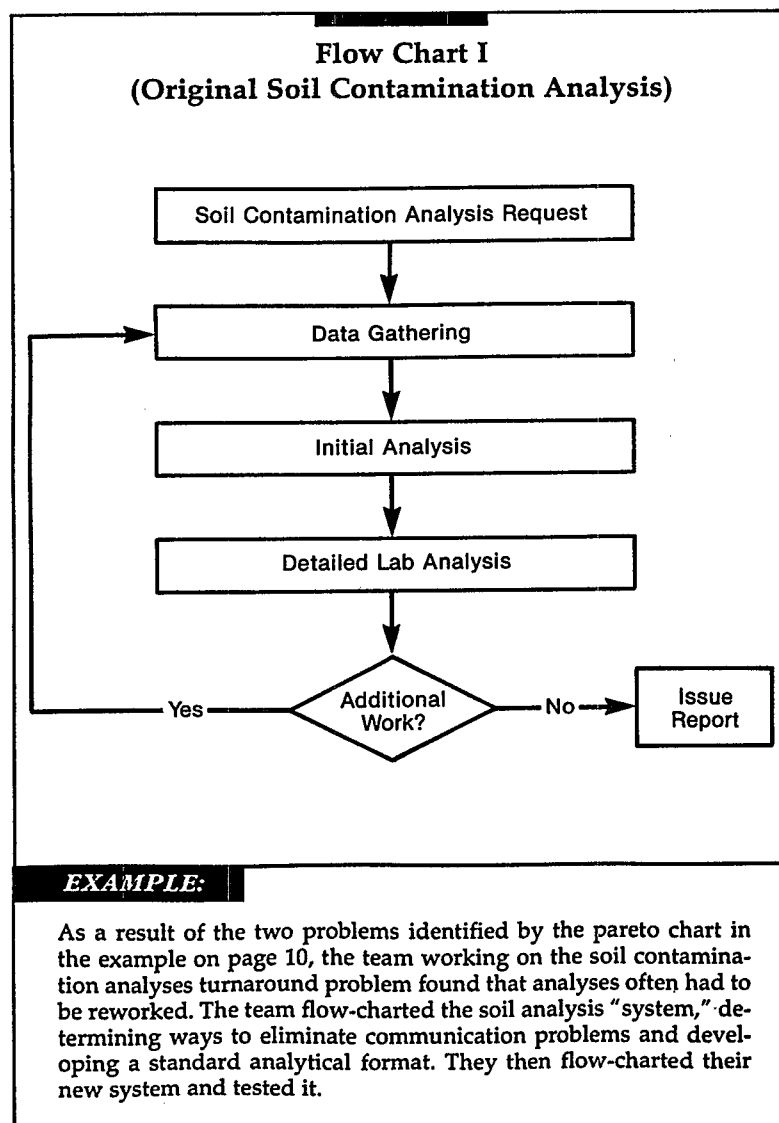 Flow Chart I
(Original Soil Contamination Analysis)
Soil Contamination Analysis Request
Data Gathering
Initial Analysis
Detailed Lab Analysis
Additional
Work?
Yes
No
Issue
Report
EXAMPLE:
As a result of the two problems identified by the pareto chart in
the example on page 10, the team working on the soil contamina-
tion analyses turnaround problem found that analyses often had to
be reworked. The team flow-charted the soil analysis "system," de-
termining ways to eliminate communication problems and devel-
oping a standard analytical format. They then flow-charted their
new system and tested it.